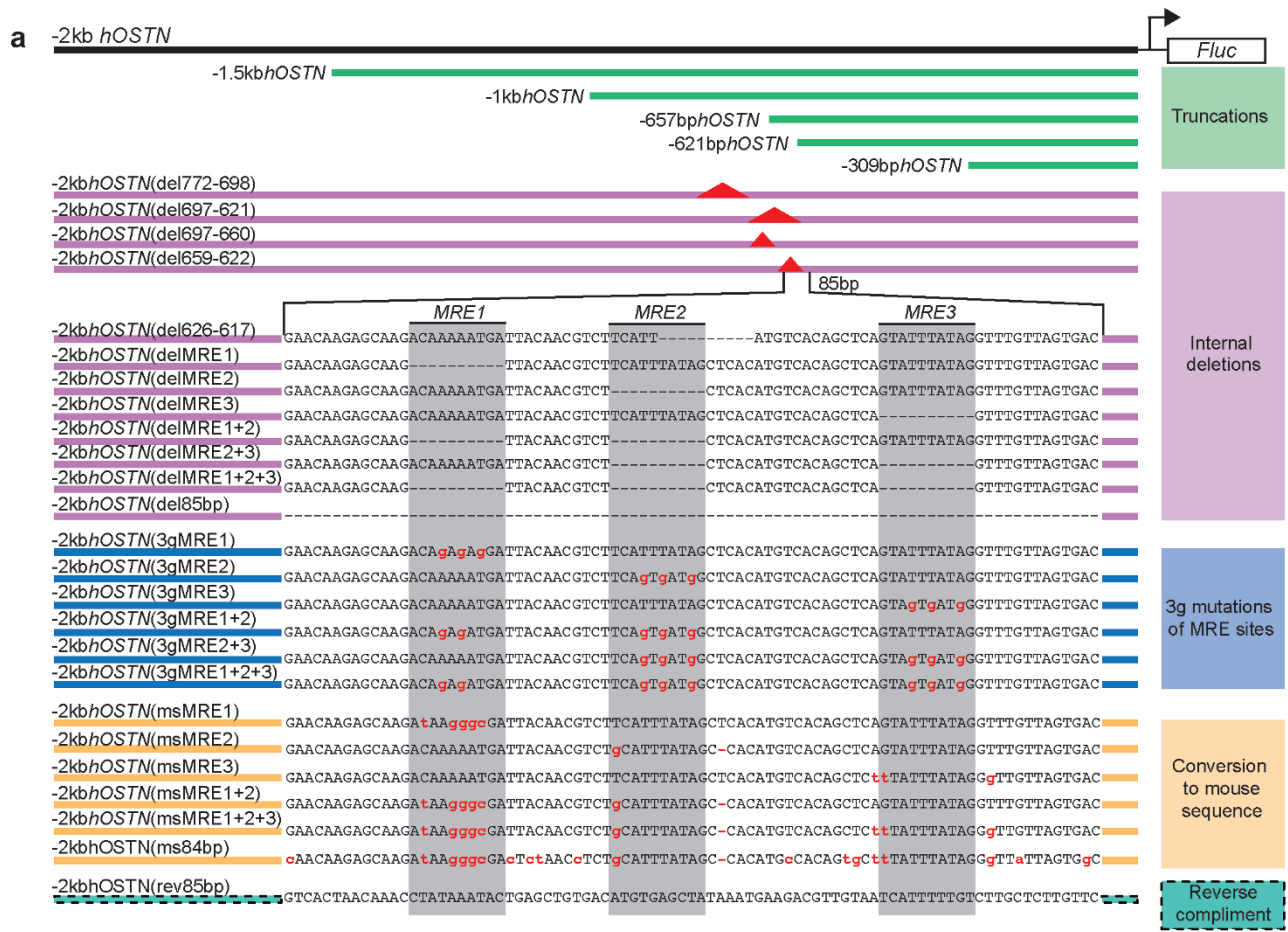 a
-2kb hOSTN
Fluc
-1.5kbhOSTN
-1kbhOSTN
-657bphOSTN
-621bphOSTN
-309bphOSTN
Truncations
-2kbhOSTN(del772-698)
-2kbhOSTN(del697-621)
-2kbhOSTN(del697-660)
-2kbhOSTN(del659-622)
85bp
MRE1 MRE2 MRE3
-2kbhOSTN(del626-617) GAACAAGAGCAAGACAAAAATGATTACAACGTCTTCATT----------ATGTCACAGCTCAGTATTTATAGGTTTGTTAGTGAC
-2kbhOSTN(delMRE1) GAACAAGAGCAAG----------TTACAACGTCTTCATTTATAGCTCACATGTCACAGCTCAGTATTTATAGGTTTGTTAGTGAC
-2kbhOSTN(delMRE2) GAACAAGAGCAAGACAAAAATGATTACAACGTCT----------CTCACATGTCACAGCTCAGTATTTATAGGTTTGTTAGTGAC
-2kbhOSTN(delMRE3) GAACAAGAGCAAGACAAAAATGATTACAACGTCTTCATTTATAGCTCACATGTCACAGCTCA----------GTTTGTTAGTGAC
-2kbhOSTN(delMRE1+2) GAACAAGAGCAAG----------TTACAACGTCT----------CTCACATGTCACAGCTCAGTATTTATAGGTTTGTTAGTGAC
-2kbhOSTN(delMRE2+3) GAACAAGAGCAAGACAAAAATGATTACAACGTCT----------CTCACATGTCACAGCTCA----------GTTTGTTAGTGAC
-2kbhOSTN(delMRE1+2+3) GAACAAGAGCAAG----------TTACAACGTCT----------CTCACATGTCACAGCTCA----------GTTTGTTAGTGAC
-2kbhOSTN(del85bp) -------------------------------------------------------------------------------------
Internal
deletions
-2kbhOSTN(3gMRE1) GAACAAGAGCAAGACAgAgAgGATTACAACGTCTTCATTTATAGCTCACATGTCACAGCTCAGTATTTATAGGTTTGTTAGTGAC
-2kbhOSTN(3gMRE2) GAACAAGAGCAAGACAAAAATGATTACAACGTCTTCAgTgATgGCTCACATGTCACAGCTCAGTATTTATAGGTTTGTTAGTGAC
-2kbhOSTN(3gMRE3) GAACAAGAGCAAGACAAAAATGATTACAACGTCTTCATTTATAGCTCACATGTCACAGCTCAGTAgTgATgGGTTTGTTAGTGAC
-2kbhOSTN(3gMRE1+2) GAACAAGAGCAAGACAgAgATGATTACAACGTCTTCAgTgATgGCTCACATGTCACAGCTCAGTATTTATAGGTTTGTTAGTGAC
-2kbhOSTN(3gMRE2+3) GAACAAGAGCAAGACAAAAATGATTACAACGTCTTCAgTgATgGCTCACATGTCACAGCTCAGTAgTgATgGGTTTGTTAGTGAC
-2kbhOSTN(3gMRE1+2+3) GAACAAGAGCAAGACAgAgATGATTACAACGTCTTCAgTgATgGCTCACATGTCACAGCTCAGTAgTgATgGGTTTGTTAGTGAC
3g mutations
of MRE sites
-2kbhOSTN(msMRE1) GAACAAGAGCAAGAtAAgggcGATTACAACGTCTTCATTTATAGCTCACATGTCACAGCTCAGTATTTATAGGTTTGTTAGTGAC
-2kbhOSTN(msMRE2) GAACAAGAGCAAGACAAAAATGATTACAACGTCTgCATTTATAGC-CACATGTCACAGCTCAGTATTTATAGGTTTGTTAGTGAC
-2kbhOSTN(msMRE3) GAACAAGAGCAAGACAAAAATGATTACAACGTCTTCATTTATAGCTCACATGTCACAGCTCttTATTTATAGGgTTGTTAGTGAC
-2kbhOSTN(msMRE1+2) GAACAAGAGCAAGAtAAgggcGATTACAACGTCTgCATTTATAGC-CACATGTCACAGCTCAGTATTTATAGGTTTGTTAGTGAC
-2kbhOSTN(msMRE1+2+3) GAACAAGAGCAAGAtAAgggcGATTACAACGTCTgCATTTATAGC-CACATGTCACAGCTCttTATTTATAGGgTTGTTAGTGAC
-2kbhOSTN(ms84bp) cAACAAGAGCAAGAtAAgggcGAcTctAACcTCTgCATTTATAGC-CACATGcCACAGtgCttTATTTATAGGgTTaTTAGTGgC
Conversion
to mouse
sequence
-2kbhOSTN(rev85bp) GTCACTAACAAACCTATAAATACTGAGCTGTGACATGTGAGCTATAAATGAAGACGTTGTAATCATTTTTGTCTTGCTCTTGTTC
Reverse
compliment